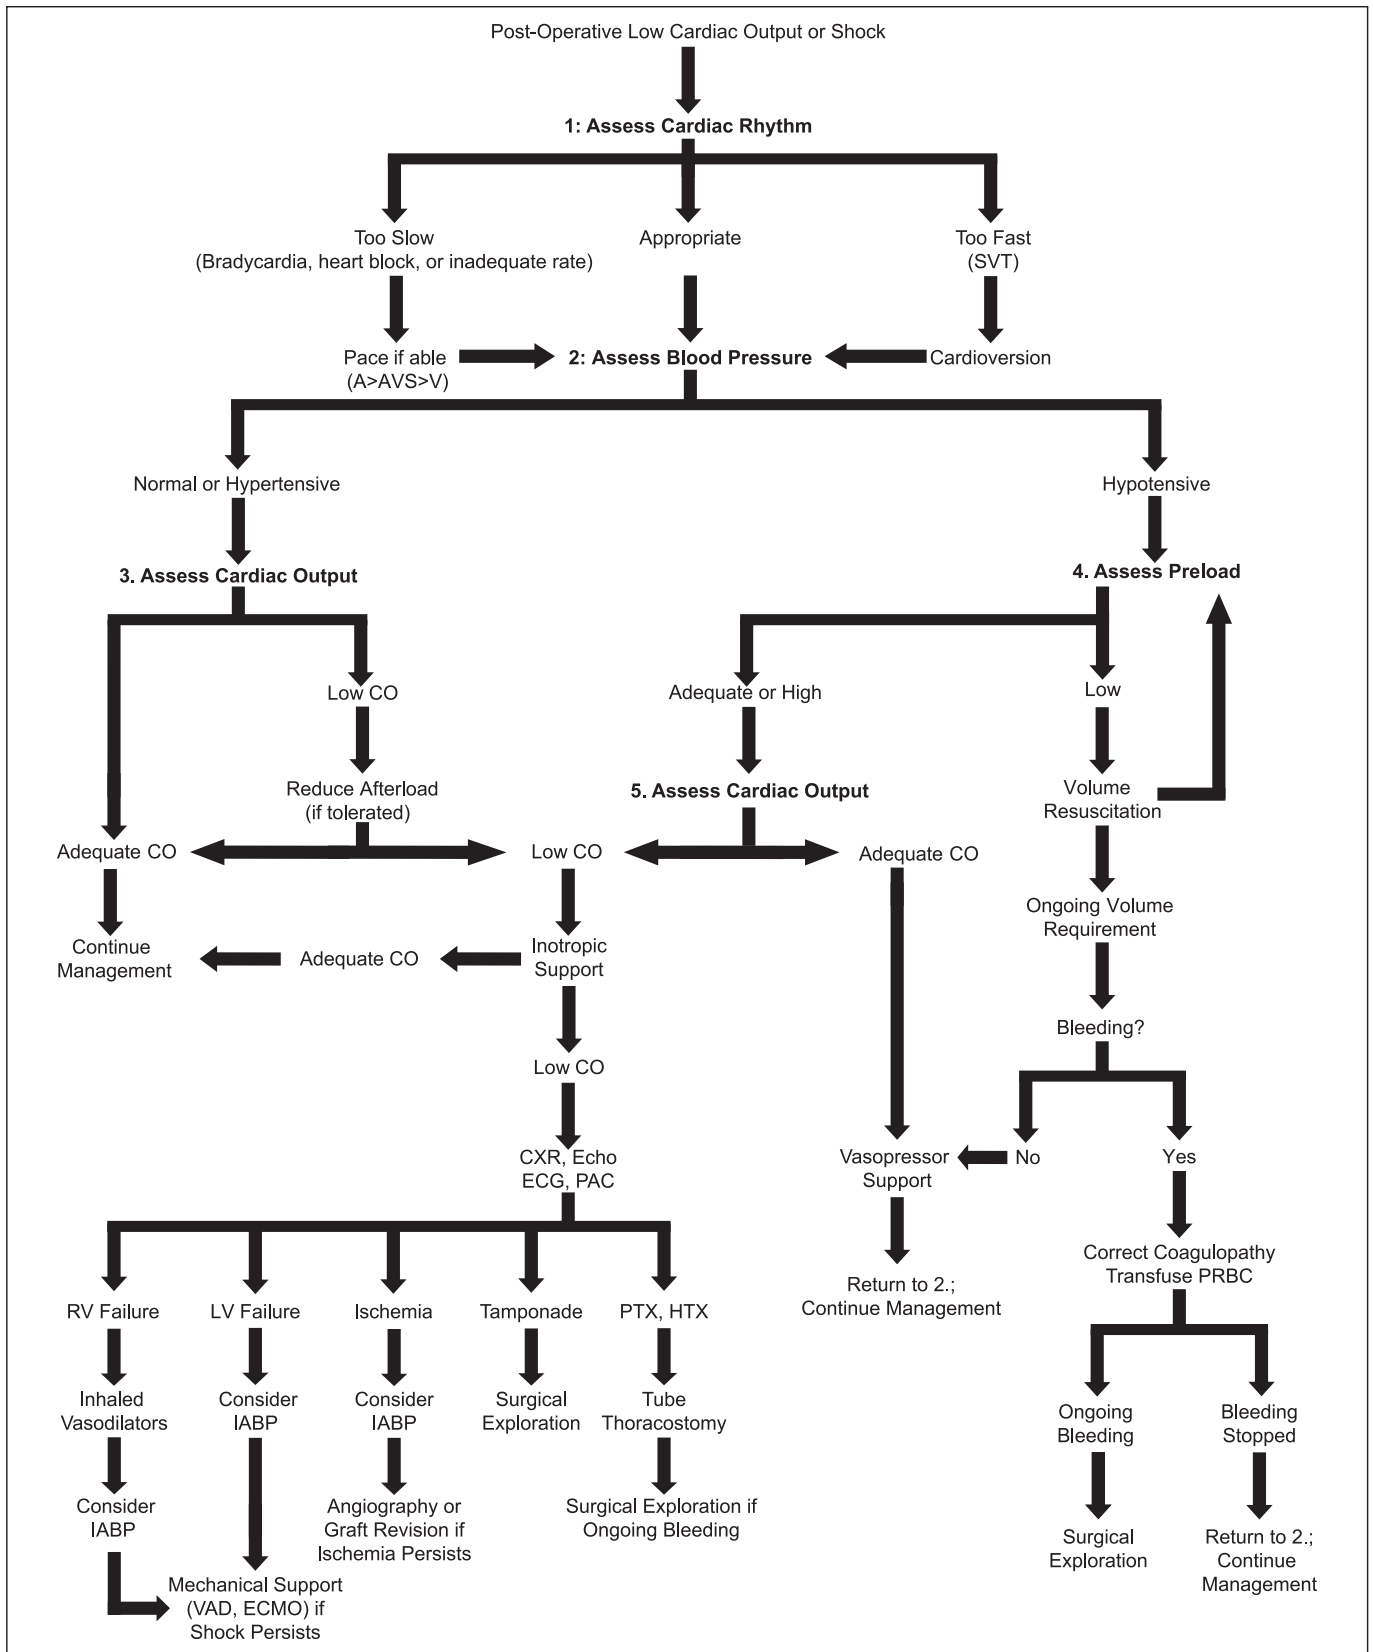 Post-Operative Low Cardiac Output or Shock
1: Assess Cardiac Rhythm
Too Slow
(Bradycardia, heart block, or inadequate rate)
Appropriate
Too Fast
(SVT)
Pace if able
(A>AVS>V)
2: Assess Blood Pressure
Cardioversion
Normal or Hypertensive
Hypotensive
3. Assess Cardiac Output
4. Assess Preload
Low CO
Adequate or High
Low
Reduce Afterload
(if tolerated)
5. Assess Cardiac Output
Volume
Resuscitation
Adequate CO
Low CO
Adequate CO
Ongoing Volume
Requirement
Continue
Management
Adequate CO
Inotropic
Support
Bleeding?
Low CO
CXR, Echo
ECG, PAC
Vasopressor
Support
No
Yes
Correct Coagulopathy
Transfuse PRBC
Return to 2.;
Continue Management
RV Failure
LV Failure
Ischemia
Tamponade
PTX, HTX
Inhaled
Vasodilators
Consider
IABP
Consider
IABP
Surgical
Exploration
Tube
Thoracostomy
Ongoing
Bleeding
Bleeding
Stopped
Consider
IABP
Angiography or
Graft Revision if
Ischemia Persists
Surgical Exploration if
Ongoing Bleeding
Surgical
Exploration
Return to 2.;
Continue
Management
Mechanical Support
(VAD, ECMO) if
Shock Persists